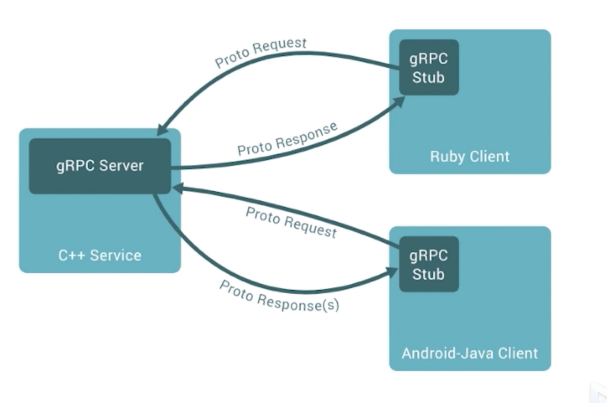 Proto Request
gRPC
Stub
Ruby Client
gRPC Server
C++ Service
Proto Response
Proto Request
gRPC
Stub
Android-Java Client
Proto Response(s)